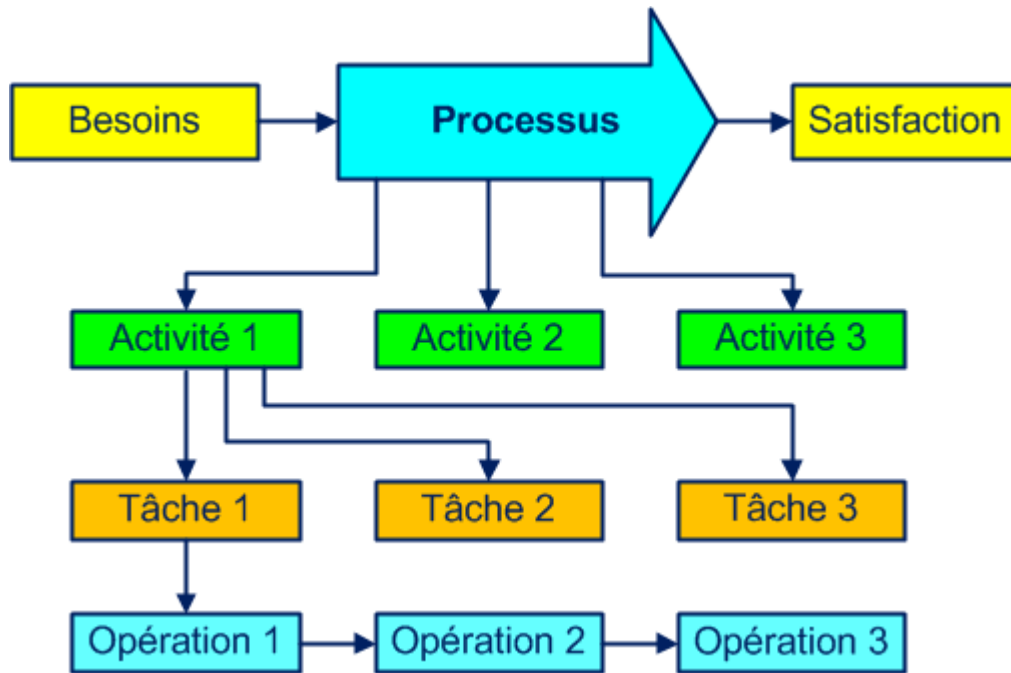 Besoins
Processus
Satisfaction
Activité 1
Activité 2
Activité 3
Tâche 1
Tâche 2
Tâche 3
Opération 1
Opération 2
Opération 3